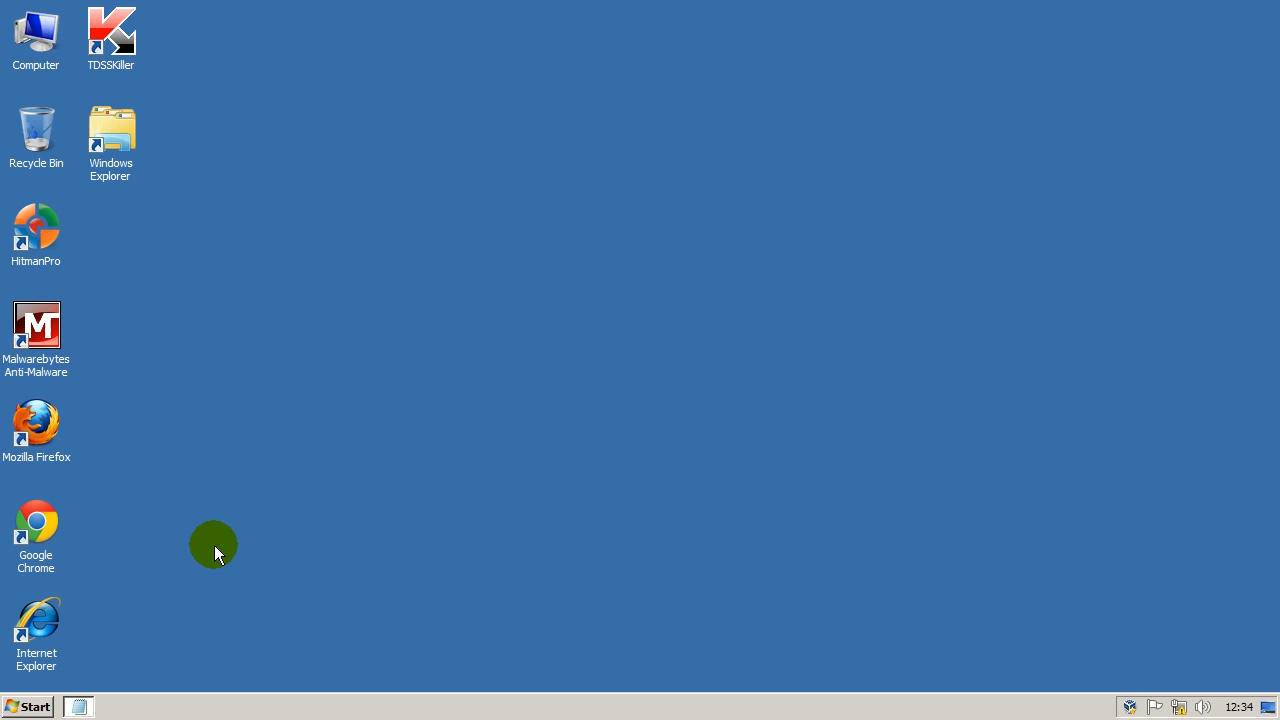 Computer
TDSSKiller
Recycle Bin
Windows
Explorer
HitmanPro
Malwarebytes
Anti-Malware
Mozilla Firefox
Google
Chrome
Internet
Explorer
Start
12:34